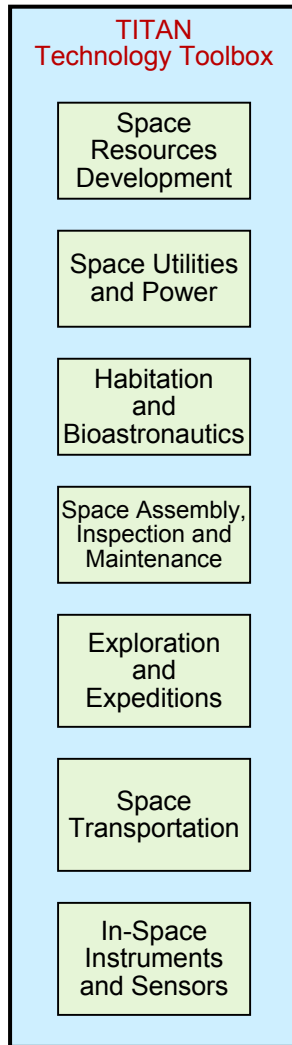 TITAN
Technology Toolbox
Space
Resources
Development
Space Utilities
and Power
Habitation
and
Bioastronautics
Space Assembly,
Inspection and
Maintenance
Exploration
and
Expeditions
Space
Transportation
In-Space
Instruments
and Sensors